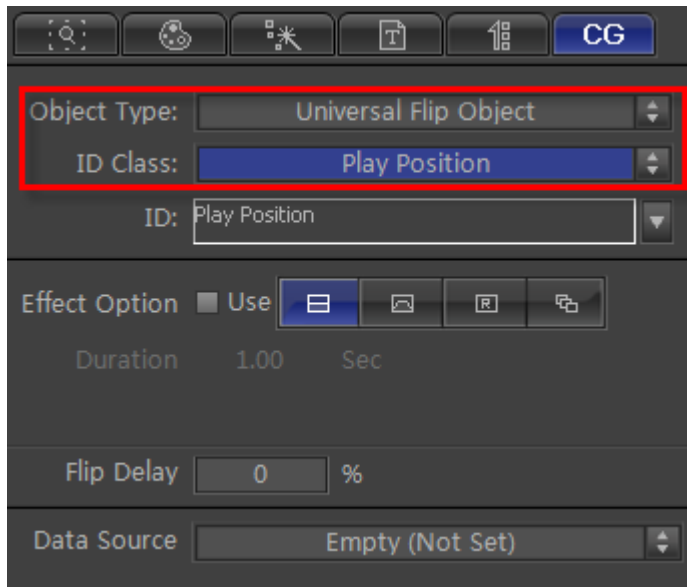 CG
Object Type: Universal Flip Object
ID Class: Play Position
ID: Play Position
Effect Option Use R
Duration 1.00 Sec
Flip Delay 0 %
Data Source Empty (Not Set)